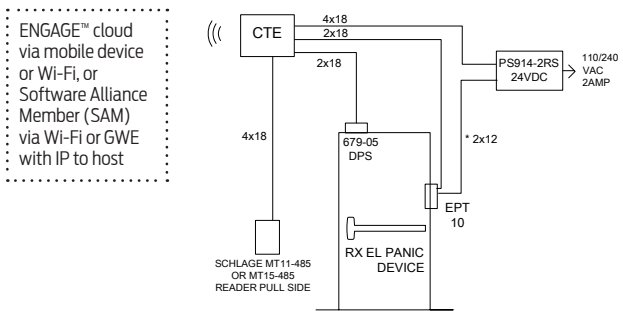 ENGAGE™ cloud
via mobile device
or Wi-Fi, or
Software Alliance
Member (SAM)
via Wi-Fi or GWE
with IP to host
CTE
4x18
2x18
2x18
4x18
PS914-2RS
24VDC
110/240
VAC
2AMP
679-05
DPS
* 2x12
EPT
10
RX EL PANIC
DEVICE
SCHLAGE MT11-485
OR MT15-485
READER PULL SIDE